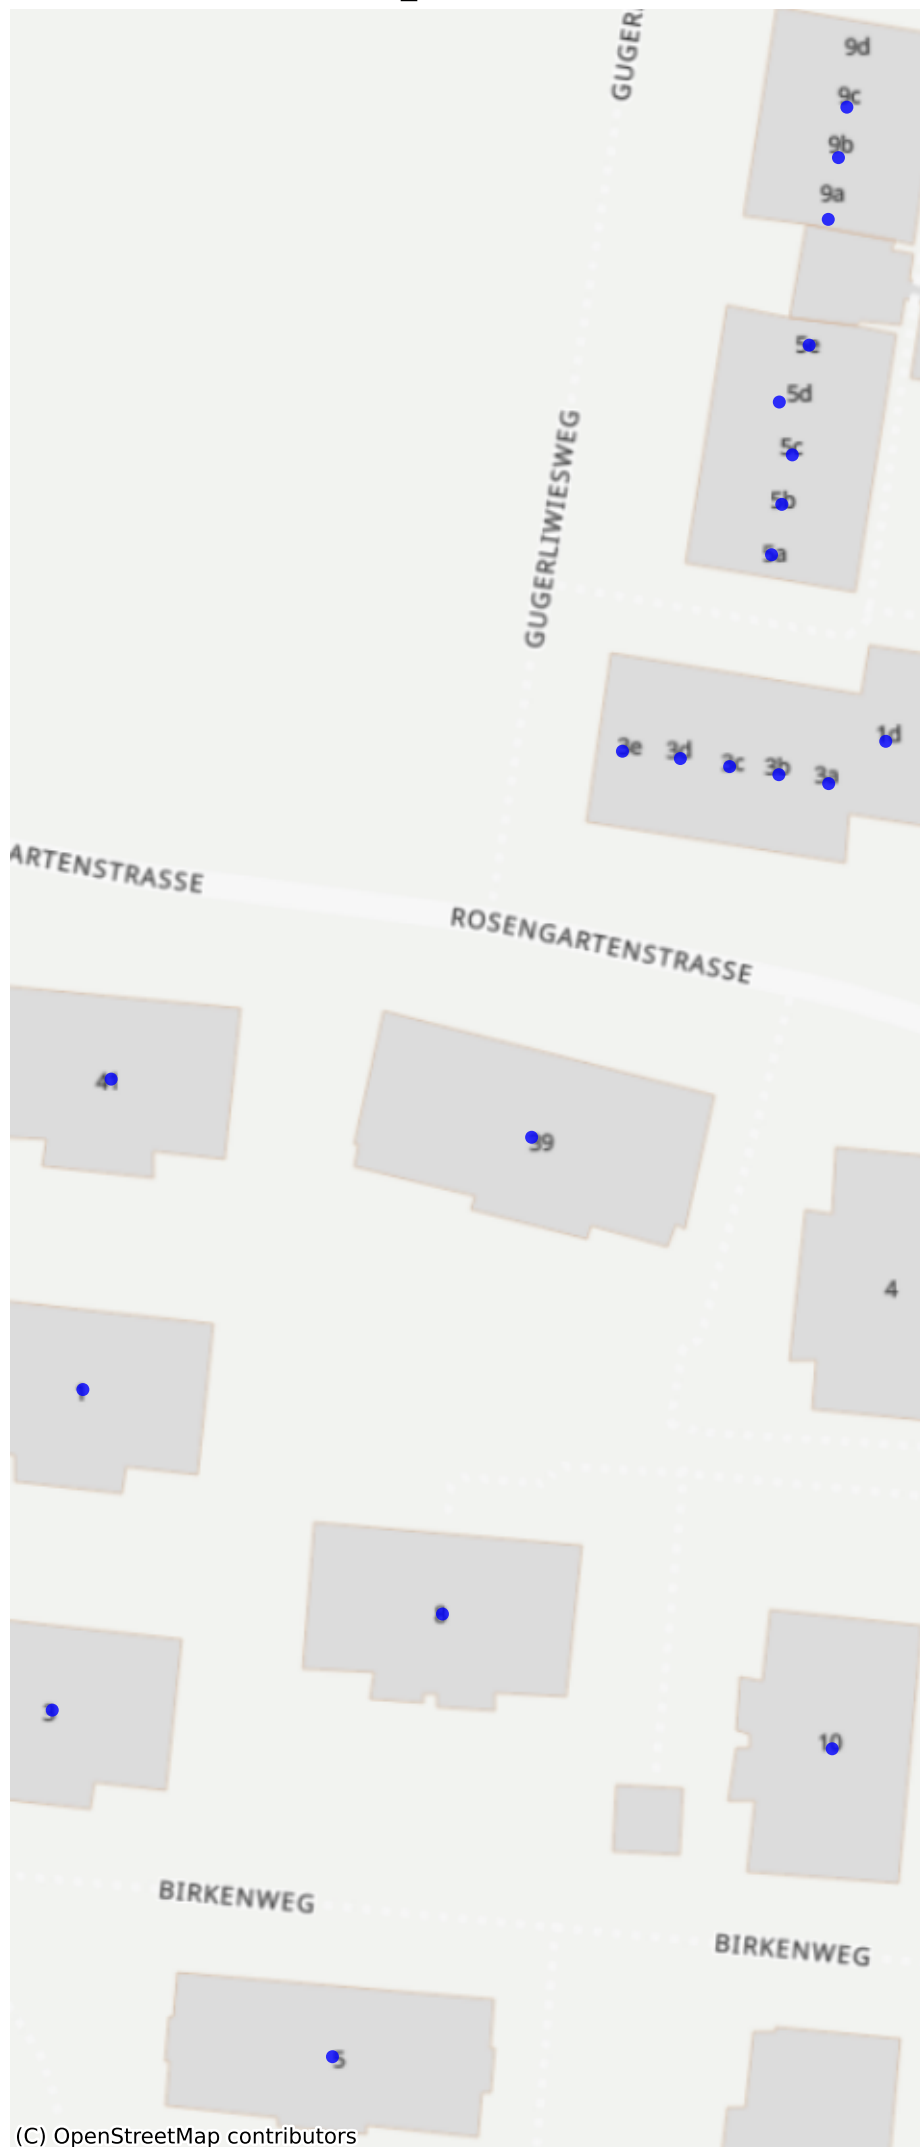 9d
GUGER
9c
9b
9a
5e
5d
5c
5b
5a
GUGERLIWIESWEG
1d
3e
3d
3c
3b
3a
ARTENSTRASSE
ROSENGARTENSTRASSE
41
39
4
10
BIRKENWEG
BIRKENWEG
5
(C) OpenStreetMap contributors